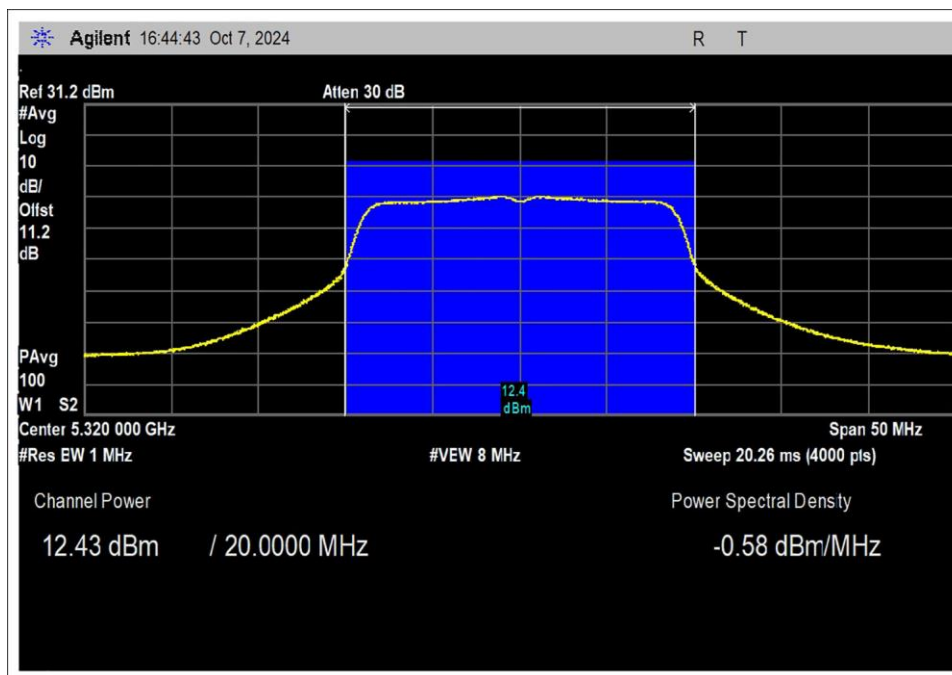 Agilent 16:44:43 Oct 7, 2024 R T
Ref 31.2 dBm Atten 30 dB
#Avg
Log
10
dB/
Offst
11.2
dB
PAvg
100
12.4
dBm
W1 S2
Center 5.320 000 GHz Span 50 MHz
#Res BW 1 MHz #VBW 8 MHz Sweep 20.26 ms (4000 pts)
Channel Power Power Spectral Density
12.43 dBm / 20.0000 MHz -0.58 dBm/MHz